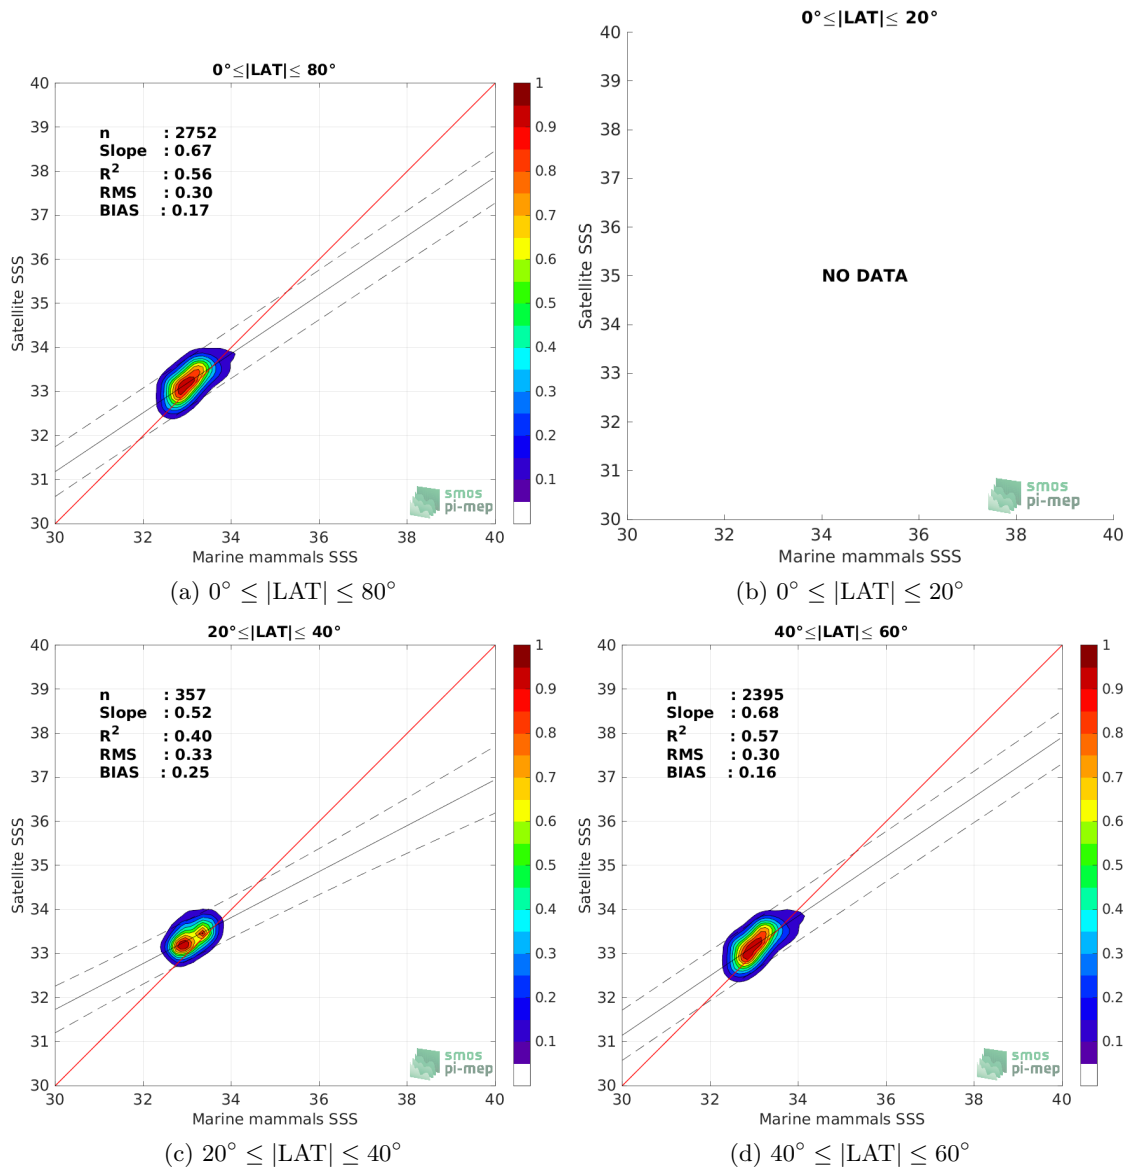 0°≤|LAT|≤ 80°
40
39
38
37
36
35
34
33
32
31
30
30
32
34
36
38
40
Satellite SSS
Marine mammals SSS
n : 2752
Slope : 0.67
R² : 0.56
RMS : 0.30
BIAS : 0.17
1
0.9
0.8
0.7
0.6
0.5
0.4
0.3
0.2
0.1
smos
pi-mep
(a) 0° ≤ |LAT| ≤ 80°
0°≤|LAT|≤ 20°
40
39
38
37
36
35
34
33
32
31
30
30
32
34
36
38
40
Satellite SSS
Marine mammals SSS
NO DATA
smos
pi-mep
(b) 0° ≤ |LAT| ≤ 20°
20°≤|LAT|≤ 40°
40
39
38
37
36
35
34
33
32
31
30
30
32
34
36
38
40
Satellite SSS
Marine mammals SSS
n : 357
Slope : 0.52
R² : 0.40
RMS : 0.33
BIAS : 0.25
1
0.9
0.8
0.7
0.6
0.5
0.4
0.3
0.2
0.1
smos
pi-mep
(c) 20° ≤ |LAT| ≤ 40°
40°≤|LAT|≤ 60°
40
39
38
37
36
35
34
33
32
31
30
30
32
34
36
38
40
Satellite SSS
Marine mammals SSS
n : 2395
Slope : 0.68
R² : 0.57
RMS : 0.30
BIAS : 0.16
1
0.9
0.8
0.7
0.6
0.5
0.4
0.3
0.2
0.1
smos
pi-mep
(d) 40° ≤ |LAT| ≤ 60°